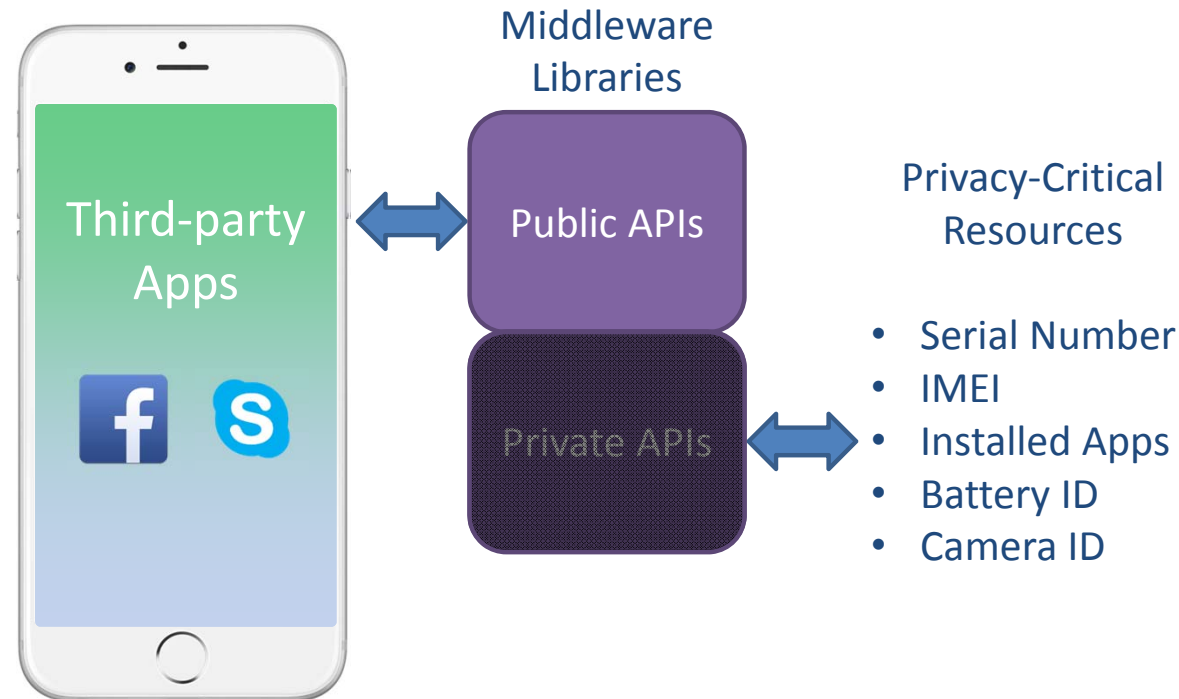 Middleware
Libraries
Third-party
Apps
f
S
Public APIs
Private APIs
Privacy-Critical
Resources
• Serial Number
• IMEI
• Installed Apps
• Battery ID
• Camera ID